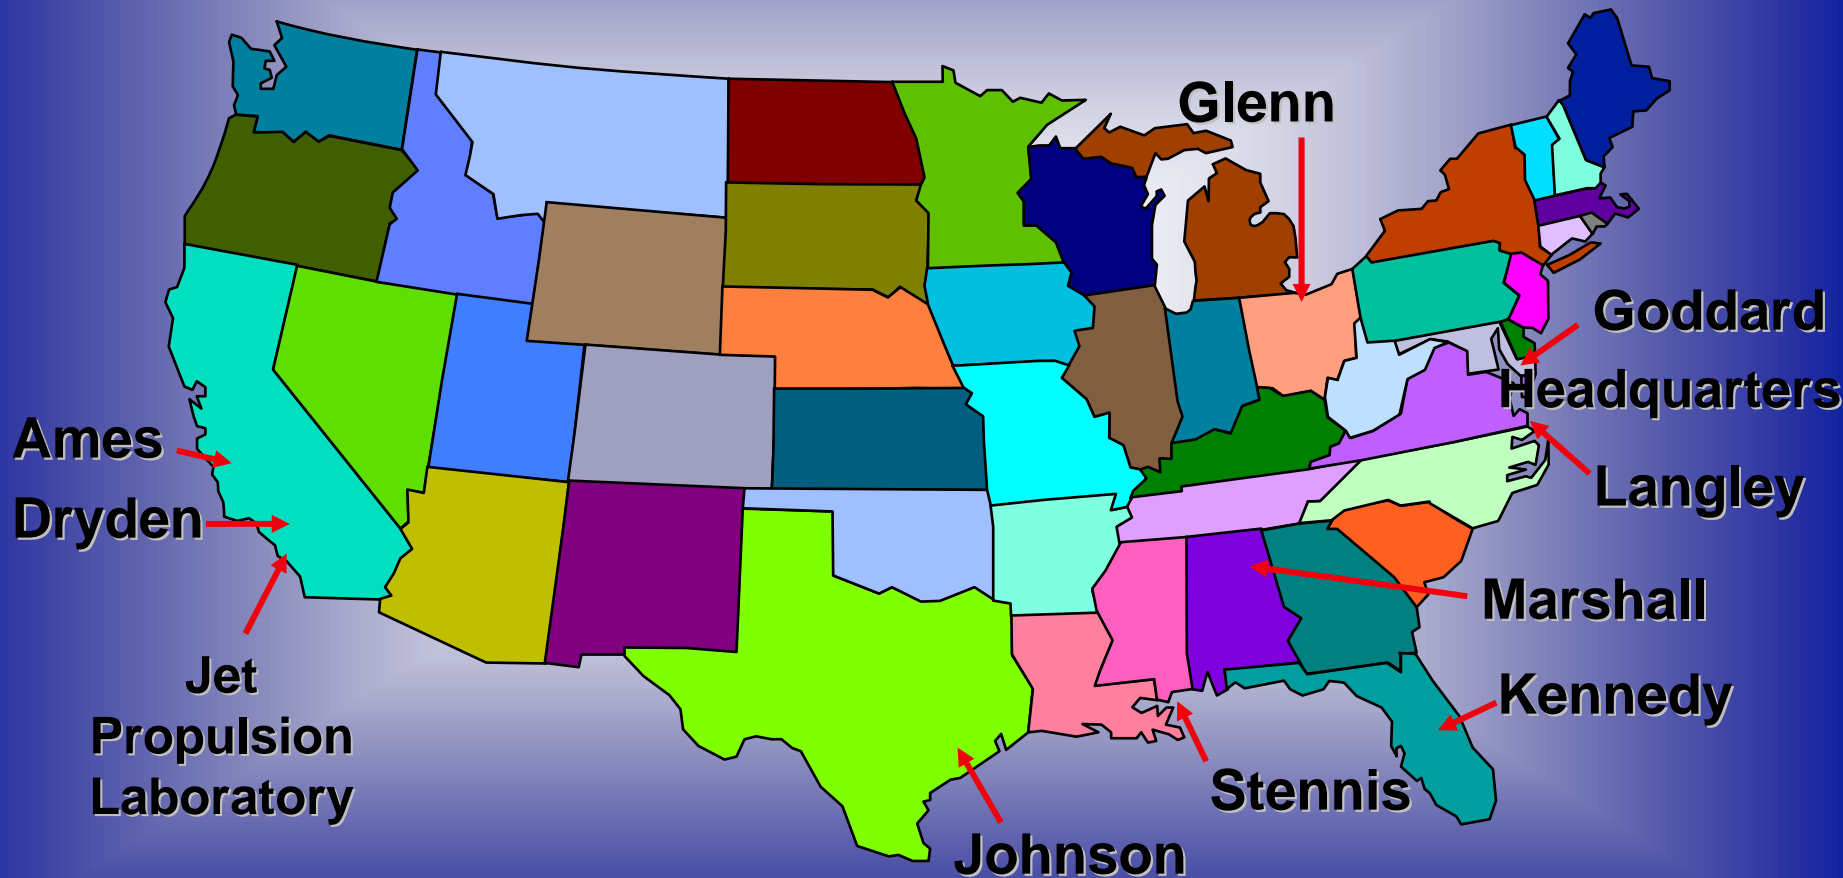 Glenn
Goddard
Headquarters
Ames
Langley
Dryden
Marshall
Jet
Propulsion
Laboratory
Kennedy
Stennis
Johnson